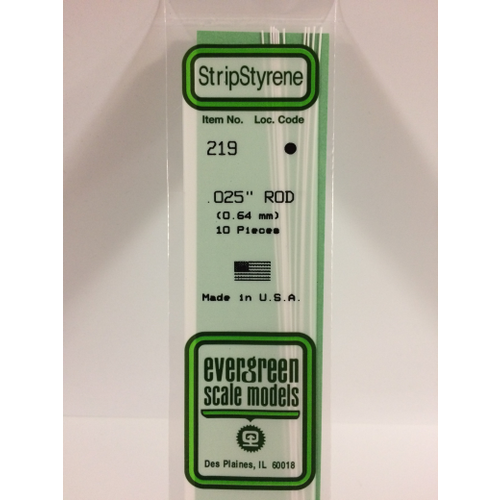 StripStyrene
Item No. Loc. Code
219 ●
.025" ROD
(0.64 mm)
10 Pieces
Made in U.S.A.
evergreen
scale models
Des Plaines, IL 60018